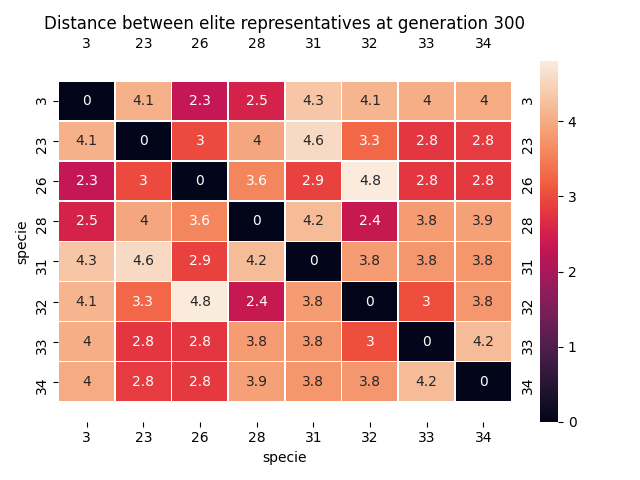 Distance between elite representatives at generation 300
3 23 26 28 31 32 33 34
3 0 4.1 2.3 2.5 4.3 4.1 4 4 3
23 4.1 0 3 4 4.6 3.3 2.8 2.8 23
26 2.3 3 0 3.6 2.9 4.8 2.8 2.8 26
28 2.5 4 3.6 0 4.2 2.4 3.8 3.9 28
31 4.3 4.6 2.9 4.2 0 3.8 3.8 3.8 31
32 4.1 3.3 4.8 2.4 3.8 0 3 3.8 32
33 4 2.8 2.8 3.8 3.8 3 0 4.2 33
34 4 2.8 2.8 3.9 3.8 3.8 4.2 0 34
3 23 26 28 31 32 33 34
specie
specie
4
3
2
1
0